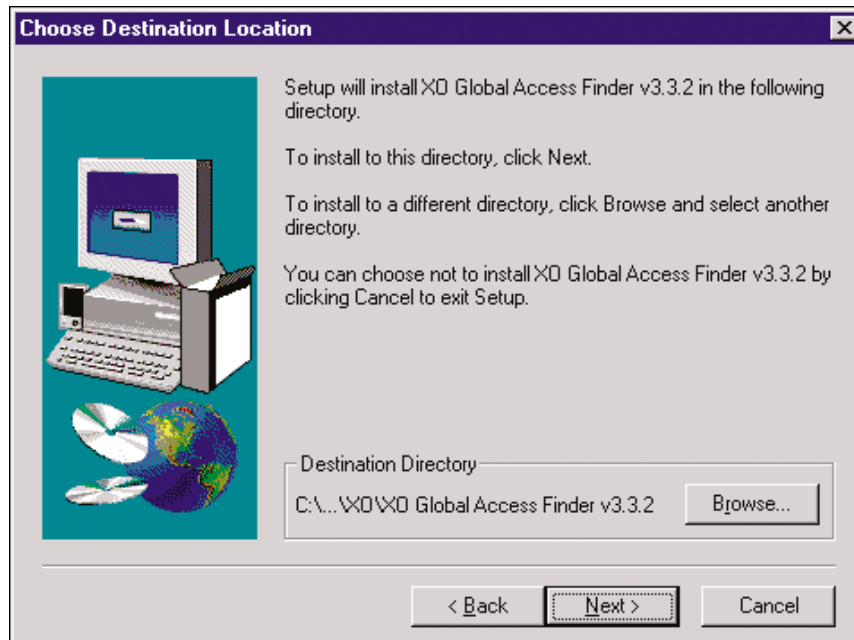 Choose Destination Location
Setup will install XO Global Access Finder v3.3.2 in the following
directory.
To install to this directory, click Next.
To install to a different directory, click Browse and select another
directory.
You can choose not to install XO Global Access Finder v3.3.2 by
clicking Cancel to exit Setup.
Destination Directory
C:\...\XO\XO Global Access Finder v3.3.2
Browse...
< Back
Next >
Cancel